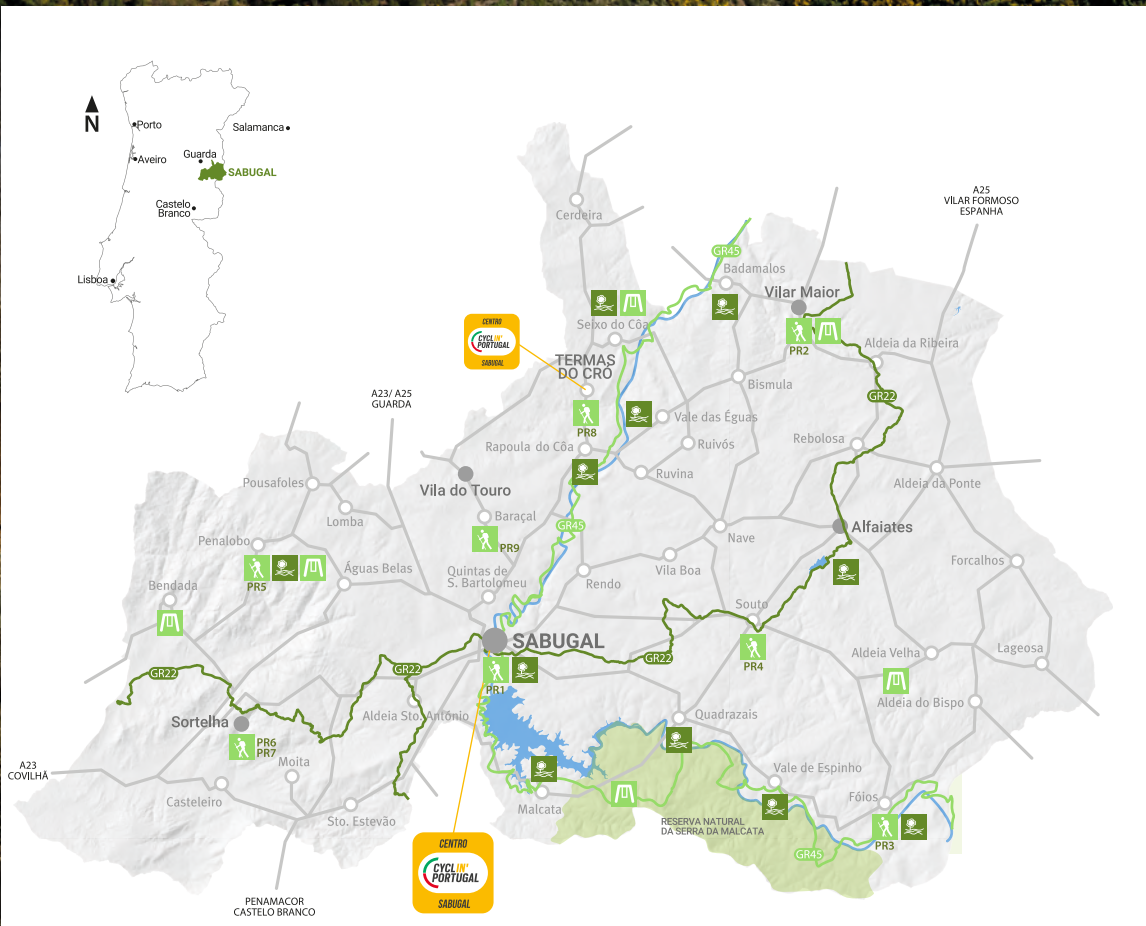 N
Porto
Salamanca
Aveiro
Guarda
SABUGAL
Castelo
Branco
Lisboa
A25
VILAR FORMOSO
ESPANHA
Cerdeira
GR45
Badamalos
Vilar Maior
CENTRO
CYCLIN'
PORTUGAL
SABUGAL
Seixo do Côa
PR2
Aldeia da Ribeira
TERMAS
DO CRÓ
Bismula
A23/ A25
GUARDA
GR22
PR8
Vale das Éguas
Rapoula do Côa
Ruivós
Rebolosa
Vila do Touro
Ruvina
Aldeia da Ponte
Pousafoles
Lomba
Baraçal
GR45
Alfaiates
Nave
Penalobo
PR9
Forcalhos
PR5
Águas Belas
Quintas de
S. Bartolomeu
Rendo
Vila Boa
Bendada
Souto
SABUGAL
GR22
PR4
Aldeia Velha
Lageosa
GR22
GR22
PR1
Aldeia do Bispo
Sortelha
Aldeia Sto. António
Quadrazais
PR6
PR7
Moita
A23
COVILHÃ
Vale de Espinho
Casteleiro
Malcata
Fóios
Sto. Estevão
RESERVA NATURAL
DA SERRA DA MALCATA
PR3
GR45
CENTRO
CYCLIN'
PORTUGAL
SABUGAL
PENAMACOR
CASTELO BRANCO